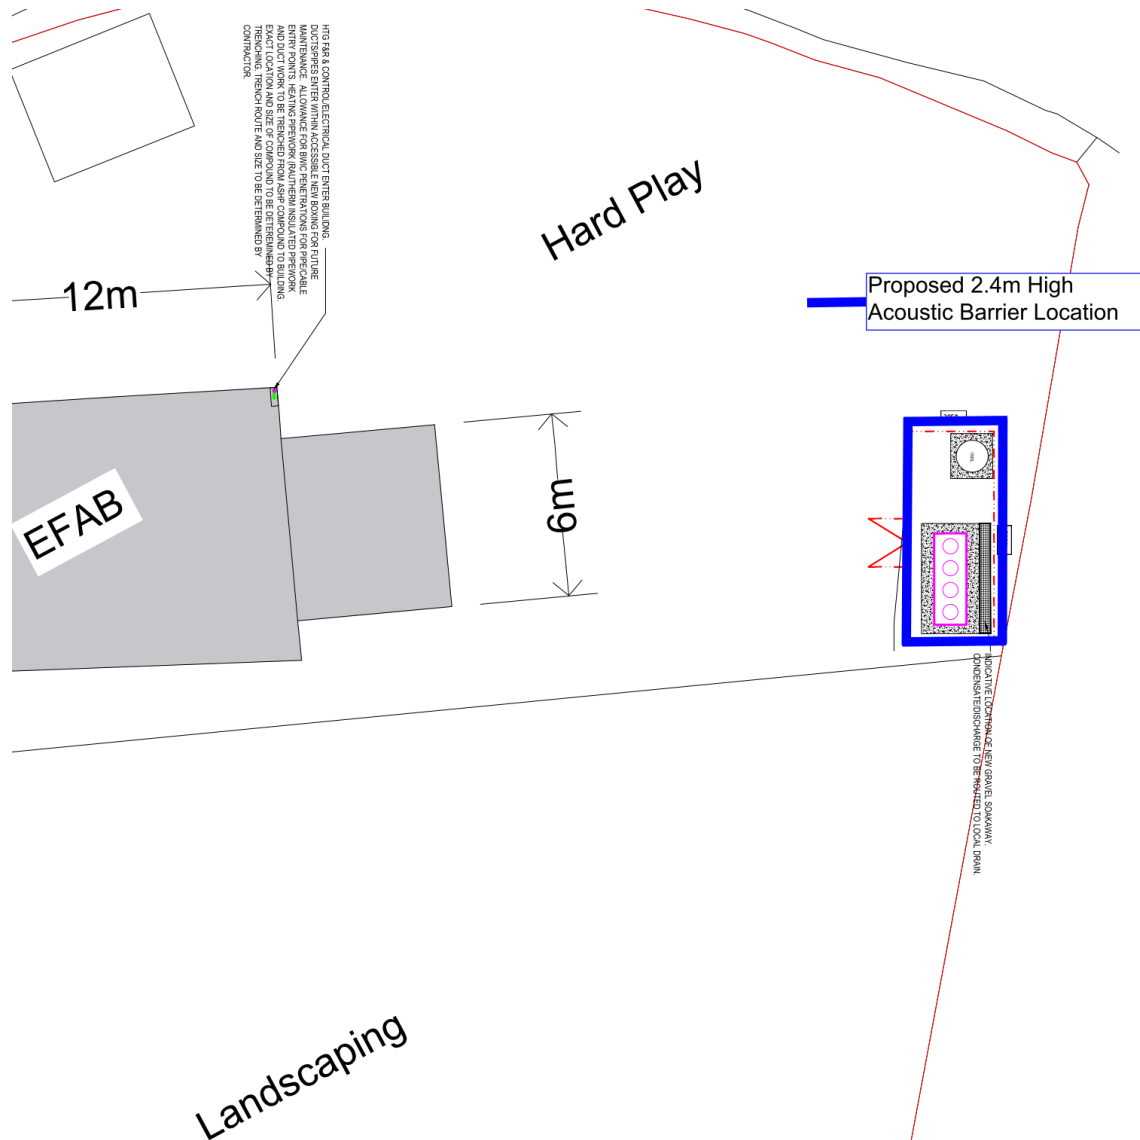 HTG F&R & CONTROL/ELECTRICAL DUCT ENTER BUILDING.
DUCTS/PIPES ENTER WITHIN ACCESSIBLE NEW BOXING FOR FUTURE
MAINTENANCE. ALLOWANCE FOR BWIC PENETRATIONS FOR PIPE/CABLE
ENTRY POINTS. HEATING PIPEWORK (RAUTHERM INSULATED PIPEWORK
AND DUCT WORK TO BE TRENCHED FROM ASHP COMPOUND TO BUILDING.
EXACT LOCATION AND SIZE OF COMPOUND TO BE DETEREMINED BY
TRENCHING. TRENCH ROUTE AND SIZE TO BE DETERMINED BY
CONTRACTOR.
Hard Play
12m
Proposed 2.4m High
Acoustic Barrier Location
6m
EFAB
INDICATIVE LOCATION OF NEW GRAVEL SOAKAWAY.
CONDENSATE/DISCHARGE TO BE ROUTED TO LOCAL DRAIN.
Landscaping